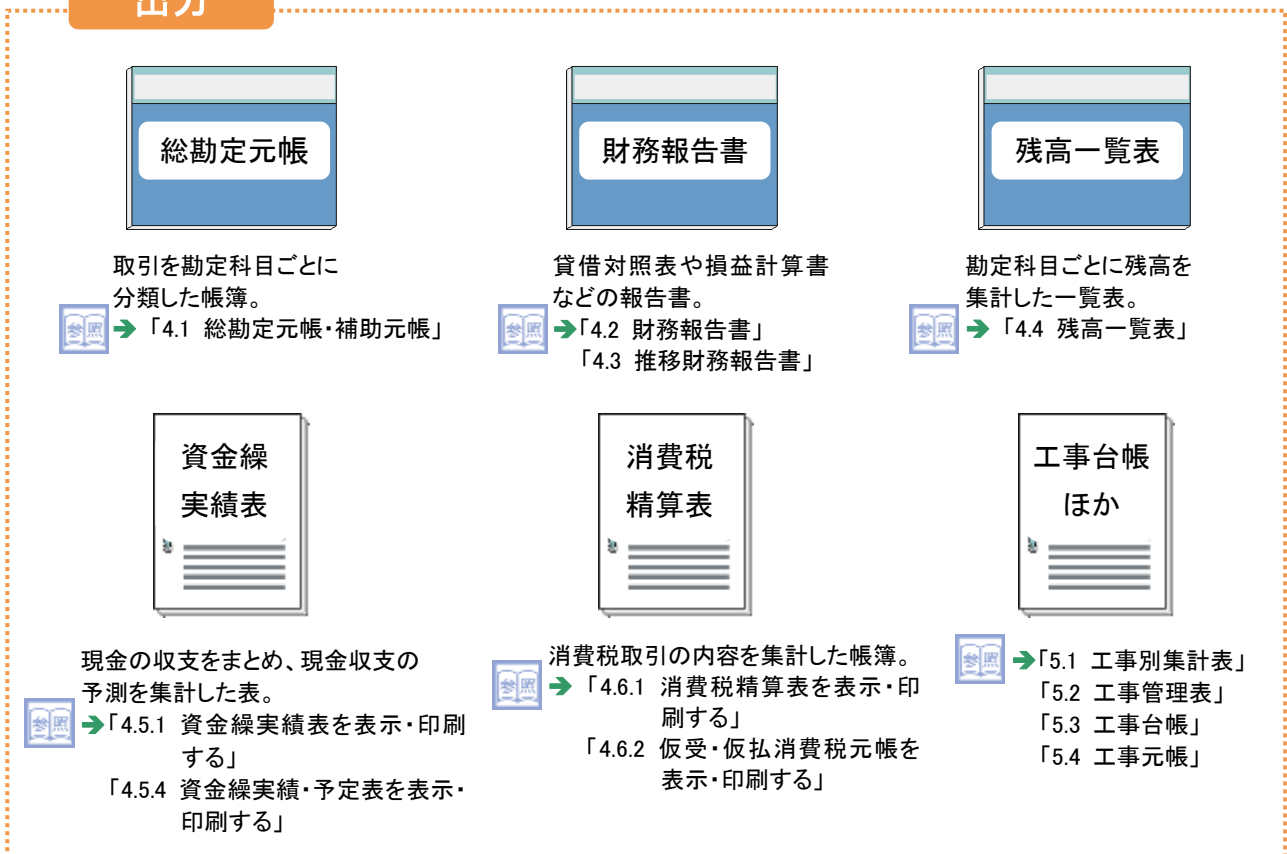 出力
総勘定元帳
取引を勘定科目ごとに
分類した帳簿。
参照 → 「4.1 総勘定元帳・補助元帳」
財務報告書
貸借対照表や損益計算書
などの報告書。
参照 →「4.2 財務報告書」
「4.3 推移財務報告書」
残高一覧表
勘定科目ごとに残高を
集計した一覧表。
参照 → 「4.4 残高一覧表」
資金繰
実績表
現金の収支をまとめ、現金収支の
予測を集計した表。
参照 →「4.5.1 資金繰実績表を表示・印刷
する」
「4.5.4 資金繰実績・予定表を表示・
印刷する」
消費税
精算表
消費税取引の内容を集計した帳簿。
参照 → 「4.6.1 消費税精算表を表示・印
刷する」
「4.6.2 仮受・仮払消費税元帳を
表示・印刷する」
工事台帳
ほか
参照 →「5.1 工事別集計表」
「5.2 工事管理表」
「5.3 工事台帳」
「5.4 工事元帳」